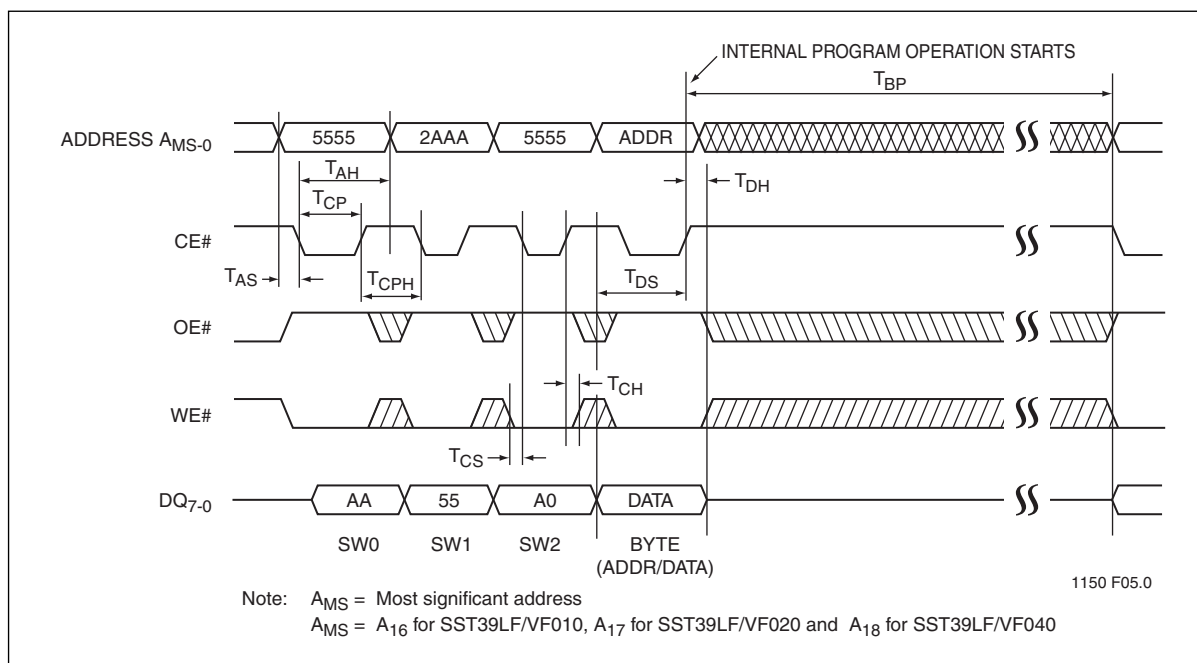 INTERNAL PROGRAM OPERATION STARTS
TBP
ADDRESS AMS-0
5555
2AAA
5555
ADDR
TAH
TDH
TCP
CE#
TAS
TCPH
TDS
OE#
TCH
WE#
TCS
DQ7-0
AA
55
A0
DATA
SW0
SW1
SW2
BYTE
(ADDR/DATA)
1150 F05.0
Note: AMS = Most significant address
AMS = A16 for SST39LF/VF010, A17 for SST39LF/VF020 and A18 for SST39LF/VF040